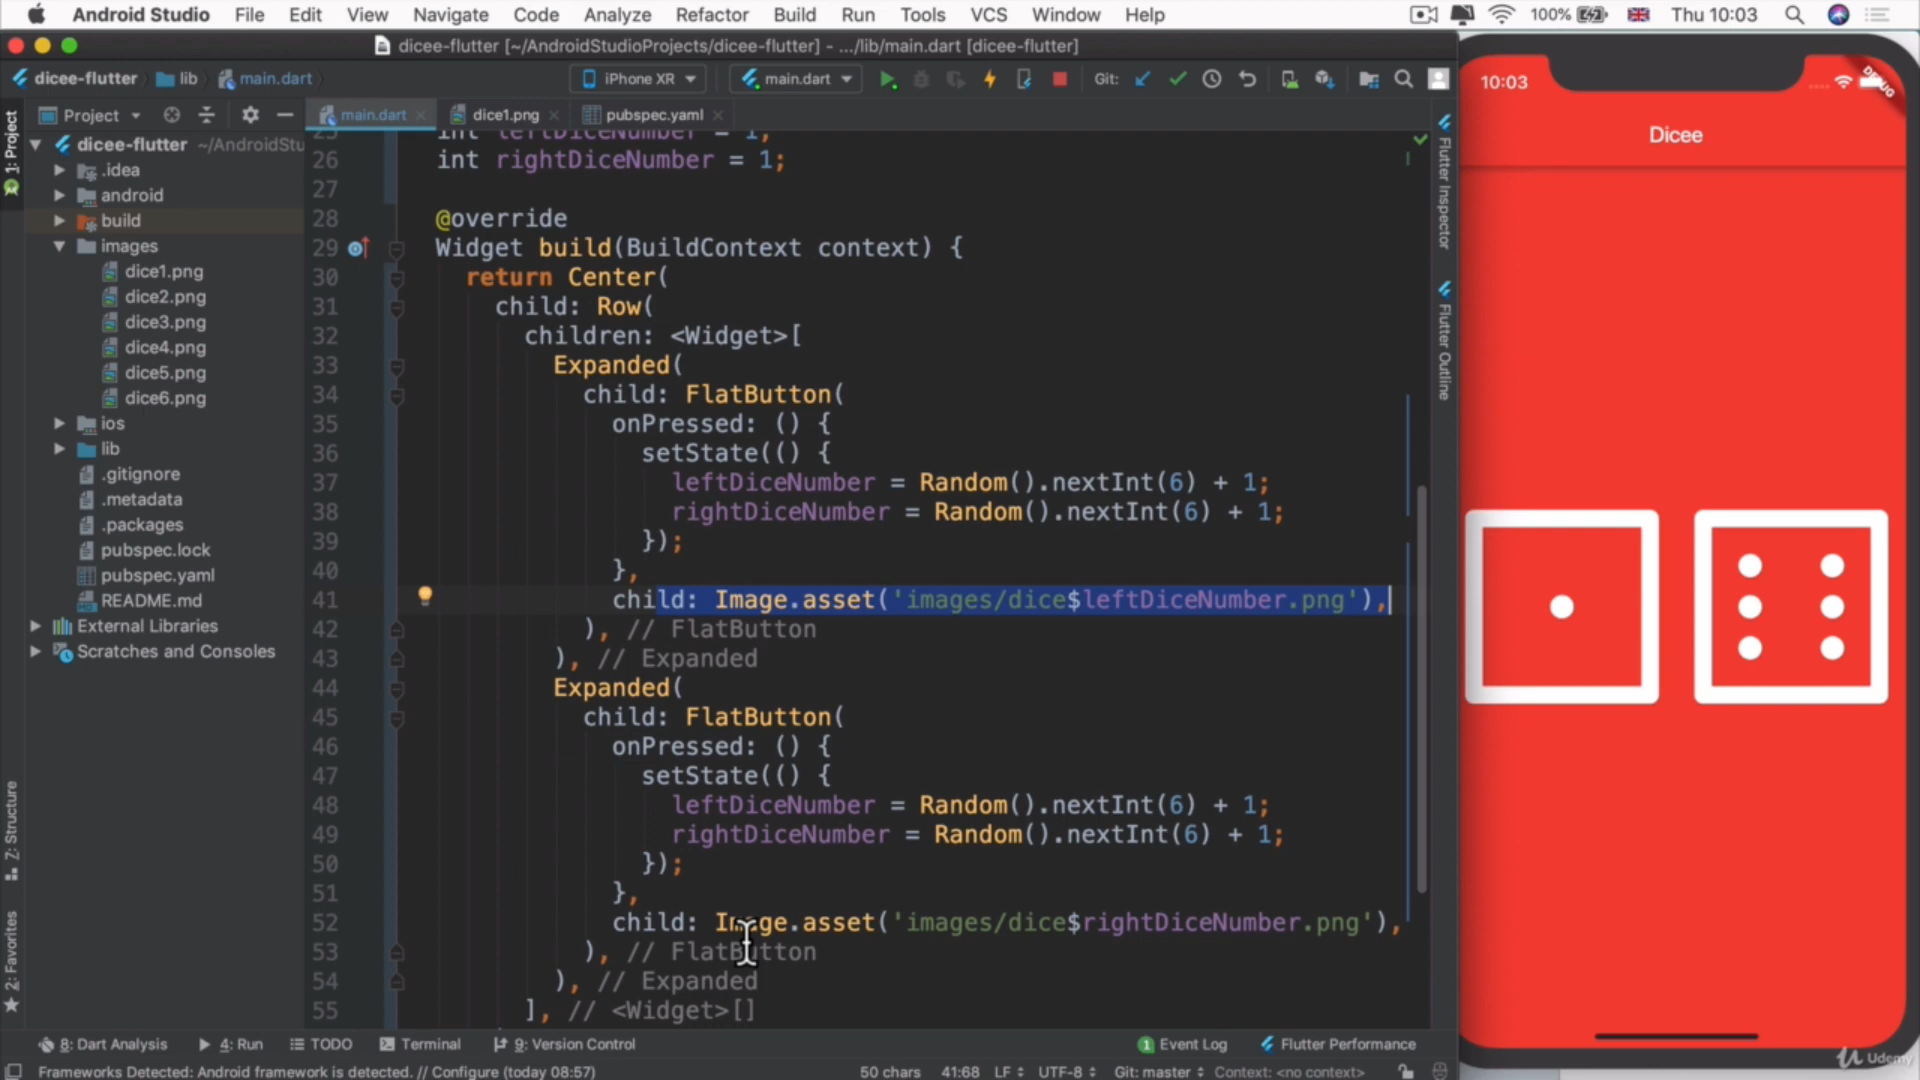 Android Studio File Edit View Navigate Code Analyze Refactor Build Run Tools VCS Window Help 100% Thu 10:03
dicee-flutter [~/AndroidStudioProjects/dicee-flutter] - .../lib/main.dart [dicee-flutter]
dicee-flutter lib main.dart iPhone XR main.dart Git:
Project main.dart dice1.png pubspec.yaml
1: Project
dicee-flutter ~/AndroidStu
.idea
android
build
images
dice1.png
dice2.png
dice3.png
dice4.png
dice5.png
dice6.png
ios
lib
.gitignore
.metadata
.packages
pubspec.lock
pubspec.yaml
README.md
External Libraries
Scratches and Consoles
Z: Structure
2: Favorites
25 int leftDiceNumber = 1;
26 int rightDiceNumber = 1;
27
28 @override
29 Widget build(BuildContext context) {
30 return Center(
31 child: Row(
32 children: <Widget>[
33 Expanded(
34 child: FlatButton(
35 onPressed: () {
36 setState(() {
37 leftDiceNumber = Random().nextInt(6) + 1;
38 rightDiceNumber = Random().nextInt(6) + 1;
39 });
40 },
41 child: Image.asset('images/dice$leftDiceNumber.png'),
42 ), // FlatButton
43 ), // Expanded
44 Expanded(
45 child: FlatButton(
46 onPressed: () {
47 setState(() {
48 leftDiceNumber = Random().nextInt(6) + 1;
49 rightDiceNumber = Random().nextInt(6) + 1;
50 });
51 },
52 child: Image.asset('images/dice$rightDiceNumber.png'),
53 ), // FlatButton
54 ), // Expanded
55 ], // <Widget>[]
Flutter Inspector
Flutter Outline
10:03
DEBUG
Dicee
8: Dart Analysis 4: Run TODO Terminal 9: Version Control 1 Event Log Flutter Performance
Frameworks Detected: Android framework is detected. // Configure (today 08:57) 50 chars 41:68 LF UTF-8 Git: master Context: <no context>
Udemy